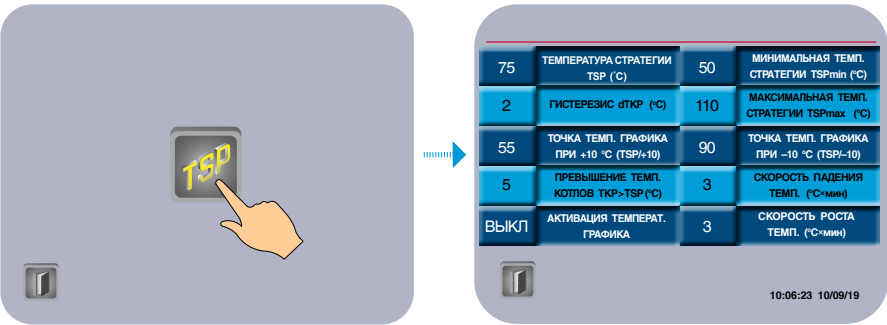 TSP
75
ТЕМПЕРАТУРА СТРАТЕГИИ
TSP (°C)
50
МИНИМАЛЬНАЯ ТЕМП.
СТРАТЕГИИ TSPmin (°C)
2
ГИСТЕРЕЗИС dTKP (°C)
110
МАКСИМАЛЬНАЯ ТЕМП.
СТРАТЕГИИ TSPmax (°C)
55
ТОЧКА ТЕМП. ГРАФИКА
ПРИ +10 °C (TSP/+10)
90
ТОЧКА ТЕМП. ГРАФИКА
ПРИ –10 °C (TSP/–10)
5
ПРЕВЫШЕНИЕ ТЕМП.
КОТЛОВ TKP>TSP(°C)
3
СКОРОСТЬ ПАДЕНИЯ
ТЕМП. (°C×мин)
ВЫКЛ
АКТИВАЦИЯ ТЕМПЕРАТ.
ГРАФИКА
3
СКОРОСТЬ РОСТА
ТЕМП. (°C×мин)
10:06:23 10/09/19